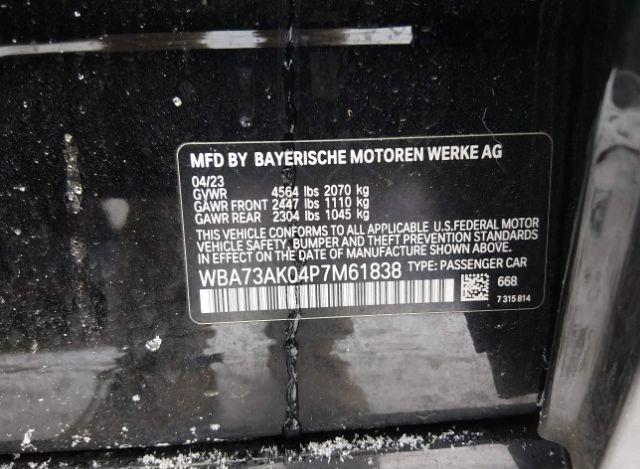 MFD BY BAYERISCHE MOTOREN WERKE AG
04/23
GVWR 4564 lbs 2070 kg
GAWR FRONT 2447 lbs 1110 kg
GAWR REAR 2304 lbs 1045 kg
THIS VEHICLE CONFORMS TO ALL APPLICABLE U.S.FEDERAL MOTOR
VEHICLE SAFETY, BUMPER AND THEFT PREVENTION STANDARDS
IN EFFECT ON THE DATE OF MANUFACTURE SHOWN ABOVE.
WBA73AK04P7M61838 TYPE: PASSENGER CAR
668
7 315 814